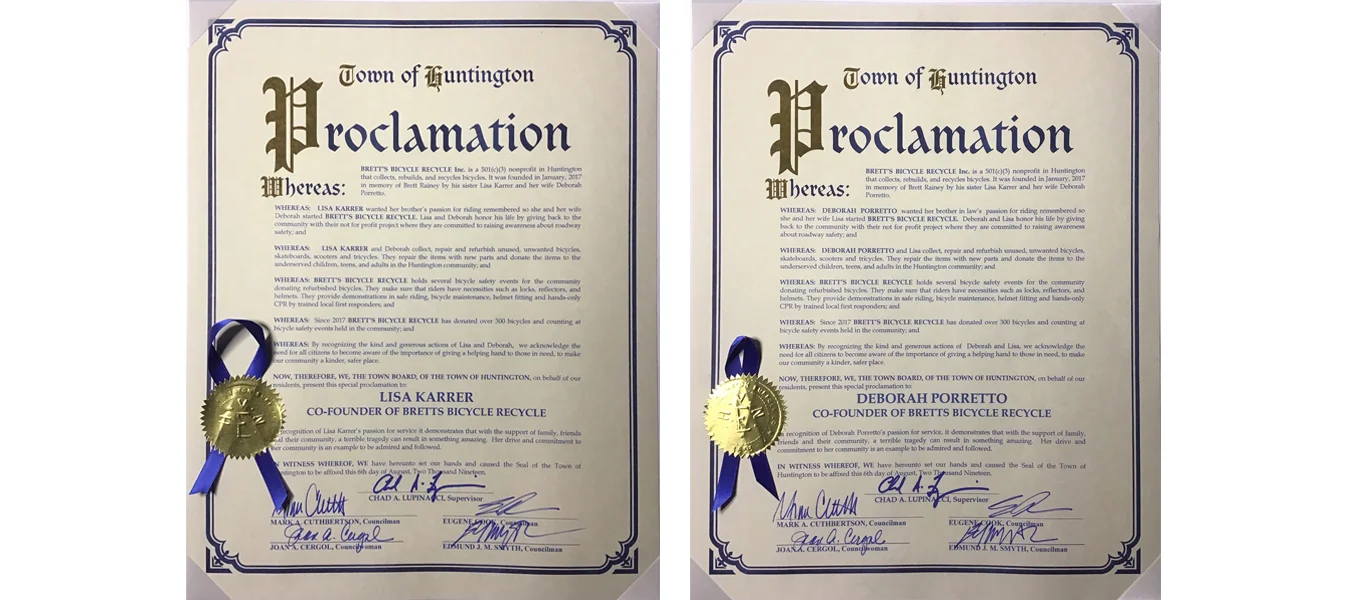 Town of Huntington
Proclamation
Whereas:
BRETT'S BICYCLE RECYCLE Inc. is a 501(c)(3) nonprofit in Huntington
that collects, rebuilds, and recycles bicycles. It was founded in January, 2017
in memory of Brett Rainey by his sister Lisa Karrer and her wife Deborah
Porretto.
WHEREAS: LISA KARRER wanted her brother's passion for riding remembered so she and her wife
Deborah started BRETT'S BICYCLE RECYCLE. Lisa and Deborah honor his life by giving back to the
community with their not for profit project where they are committed to raising awareness about roadway
safety; and
WHEREAS: LISA KARRER and Deborah collect, repair and refurbish unused, unwanted bicycles,
skateboards, scooters and tricycles. They repair the items with new parts and donate the items to the
underserved children, teens, and adults in the Huntington community; and
WHEREAS: BRETT'S BICYCLE RECYCLE holds several bicycle safety events for the community
donating refurbished bicycles. They make sure that riders have necessities such as locks, reflectors, and
helmets. They provide demonstrations in safe riding, bicycle maintenance, helmet fitting and hands-only
CPR by trained local first responders; and
WHEREAS: Since 2017 BRETT'S BICYCLE RECYCLE has donated over 300 bicycles and counting at
bicycle safety events held in the community; and
WHEREAS: By recognizing the kind and generous actions of Lisa and Deborah, we acknowledge the
need for all citizens to become aware of the importance of giving a helping hand to those in need, to make
our community a kinder, safer place.
NOW, THEREFORE, WE, THE TOWN BOARD, OF THE TOWN OF HUNTINGTON, on behalf of our
residents, present this special proclamation to:
LISA KARRER
CO-FOUNDER OF BRETTS BICYCLE RECYCLE
recognition of Lisa Karrer's passion for service it demonstrates that with the support of family, friends
and their community, a terrible tragedy can result in something amazing. Her drive and commitment to
her community is an example to be admired and followed.
IN WITNESS WHEREOF, WE have hereunto set our hands and caused the Seal of the Town of
Huntington to be affixed this 6th day of August, Two Thousand Nineteen.
CHAD A. LUPINACCI, Supervisor
MARK A. CUTHBERTSON, Councilman
EUGENE COOK, Councilman
JOAN A. CERGOL, Councilwoman
EDMUND J. M. SMYTH, Councilman
Town of Huntington
Proclamation
Whereas:
BRETT'S BICYCLE RECYCLE Inc. is a 501(c)(3) nonprofit in Huntington
that collects, rebuilds, and recycles bicycles. It was founded in January, 2017
in memory of Brett Rainey by his sister Lisa Karrer and her wife Deborah
Porretto.
WHEREAS: DEBORAH PORRETTO wanted her brother in law's passion for riding remembered so
she and her wife Lisa started BRETT'S BICYCLE RECYCLE. Deborah and Lisa honor his life by giving
back to the community with their not for profit project where they are committed to raising awareness
about roadway safety; and
WHEREAS: DEBORAH PORRETTO and Lisa collect, repair and refurbish unused, unwanted bicycles,
skateboards, scooters and tricycles. They repair the items with new parts and donate the items to the
underserved children, teens, and adults in the Huntington community; and
WHEREAS: BRETT'S BICYCLE RECYCLE holds several bicycle safety events for the community
donating refurbished bicycles. They make sure that riders have necessities such as locks, reflectors, and
helmets. They provide demonstrations in safe riding, bicycle maintenance, helmet fitting and hands-only
CPR by trained local first responders; and
WHEREAS: Since 2017 BRETT'S BICYCLE RECYCLE has donated over 300 bicycles and counting at
bicycle safety events held in the community; and
WHEREAS: By recognizing the kind and generous actions of Deborah and Lisa, we acknowledge the
need for all citizens to become aware of the importance of giving a helping hand to those in need, to make
our community a kinder, safer place.
NOW, THEREFORE, WE, THE TOWN BOARD, OF THE TOWN OF HUNTINGTON, on behalf of our
residents, present this special proclamation to:
DEBORAH PORRETTO
CO-FOUNDER OF BRETTS BICYCLE RECYCLE
recognition of Deborah Porretto's passion for service, it demonstrates that with the support of family,
friends and their community, a terrible tragedy can result in something amazing. Her drive and
commitment to her community is an example to be admired and followed.
IN WITNESS WHEREOF, WE have hereunto set our hands and caused the Seal of the Town of
Huntington to be affixed this 6th day of August, Two Thousand Nineteen.
CHAD A. LUPINACCI, Supervisor
MARK A. CUTHBERTSON, Councilman
EUGENE COOK, Councilman
JOAN A. CERGOL, Councilwoman
EDMUND J. M. SMYTH, Councilman